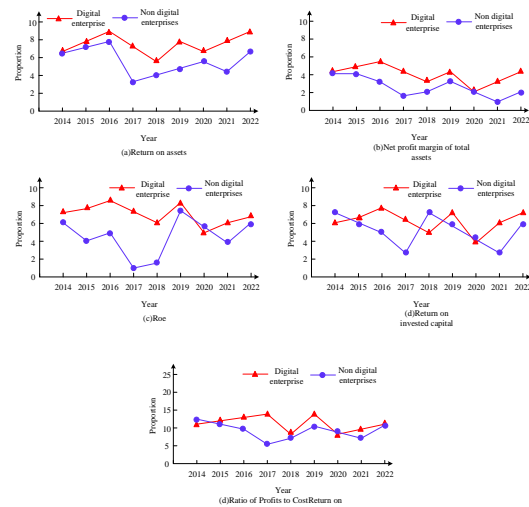 Digital enterprise
Non digital enterprises
Proportion
10
8
6
4
2
0
2014 2015 2016 2017 2018 2019 2020 2021 2022
Year
(a)Return on assets
Digital enterprise
Non digital enterprises
Proportion
10
8
6
4
2
0
2014 2015 2016 2017 2018 2019 2020 2021 2022
Year
(b)Net profit margin of total
assets
Digital
enterprise
Non digital
enterprises
Proportion
10
8
6
4
2
0
2014 2015 2016 2017 2018 2019 2020 2021 2022
Year
(c)Roe
Digital
enterprise
Non digital
enterprises
Proportion
10
8
6
4
2
0
2014 2015 2016 2017 2018 2019 2020 2021 2022
Year
(d)Return on
invested capital
Digital
enterprise
Non digital
enterprises
Proportion
25
20
15
10
5
0
2014 2015 2016 2017 2018 2019 2020 2021 2022
Year
(d)Ratio of Profits to CostReturn on